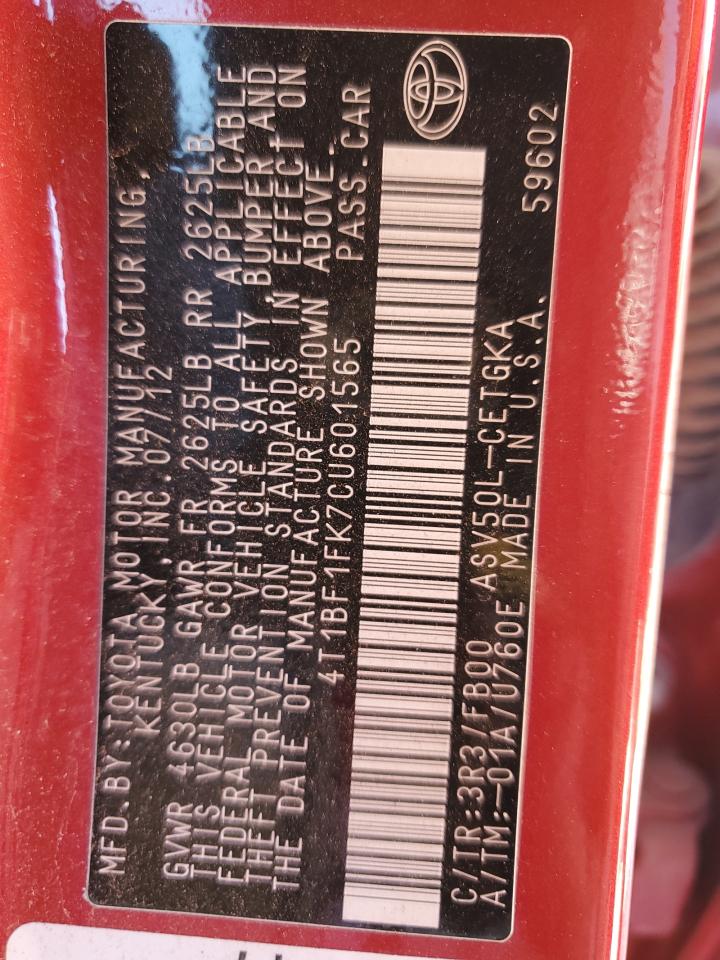 MFD.BY:TOYOTA MOTOR MANUFACTURING,
KENTUCKY,INC.07/12
GVWR 4630LB GAWR FR 2625LB RR 2625LB
THIS VEHICLE CONFORMS TO ALL APPLICABLE
FEDERAL MOTOR VEHICLE SAFETY, BUMPER AND
THEFT PREVENTION STANDARDS IN EFFECT ON
THE DATE OF MANUFACTURE SHOWN ABOVE.
4T1BF1FK7CU601565 PASS.CAR
C/TR:3R3/FB00 ASV50L-CETGKA
A/TM:-01A/U760E MADE IN U.S.A. 59602